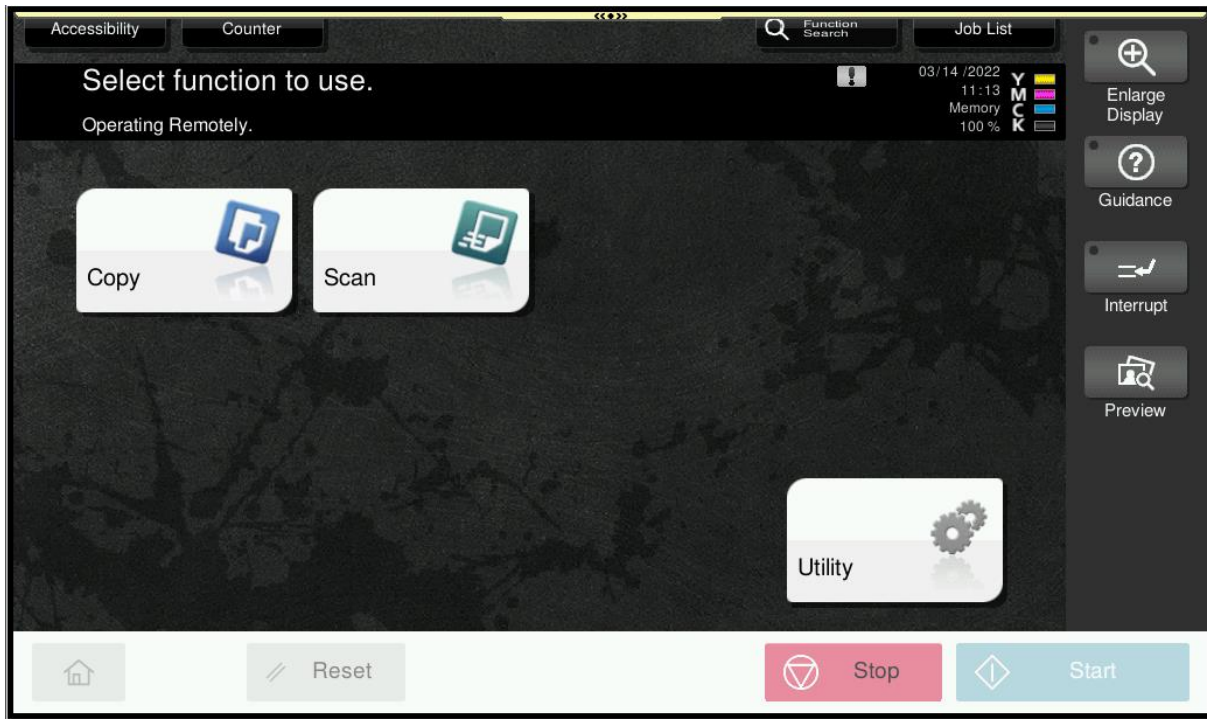 Accessibility
Counter
Function
Search
Job List
Select function to use.
Operating Remotely.
03/14 /2022
11:13
Memory
100 %
Y
M
C
K
Enlarge
Display
Guidance
Interrupt
Preview
Copy
Scan
Utility
Reset
Stop
Start